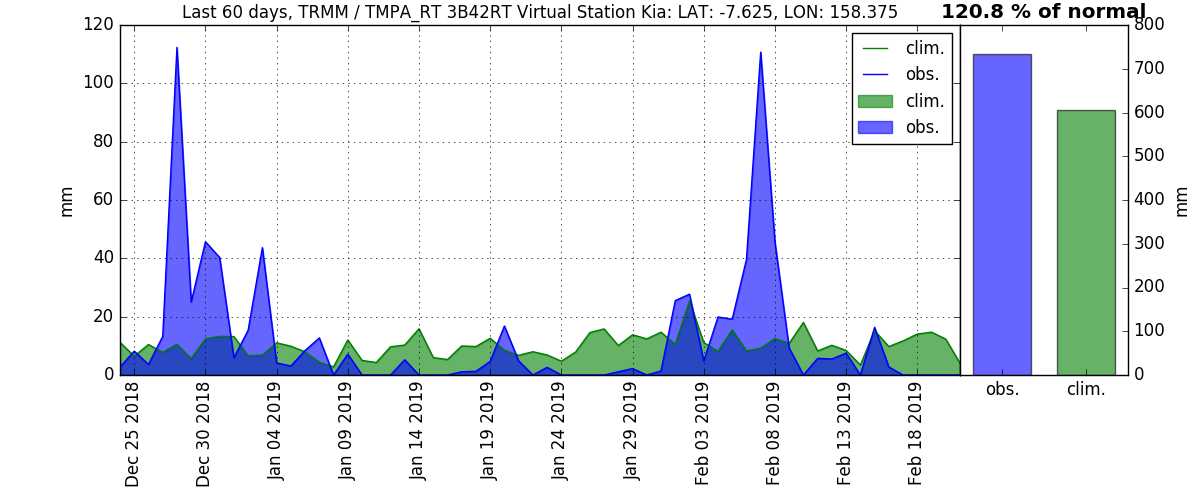 Last 60 days, TRMM / TMPA_RT 3B42RT Virtual Station Kia: LAT: -7.625, LON: 158.375
120.8 % of normal
120
100
80
60
40
20
0
mm
clim.
obs.
clim.
obs.
800
700
600
500
400
300
200
100
0
mm
Dec 25 2018
Dec 30 2018
Jan 04 2019
Jan 09 2019
Jan 14 2019
Jan 19 2019
Jan 24 2019
Jan 29 2019
Feb 03 2019
Feb 08 2019
Feb 13 2019
Feb 18 2019
obs.
clim.